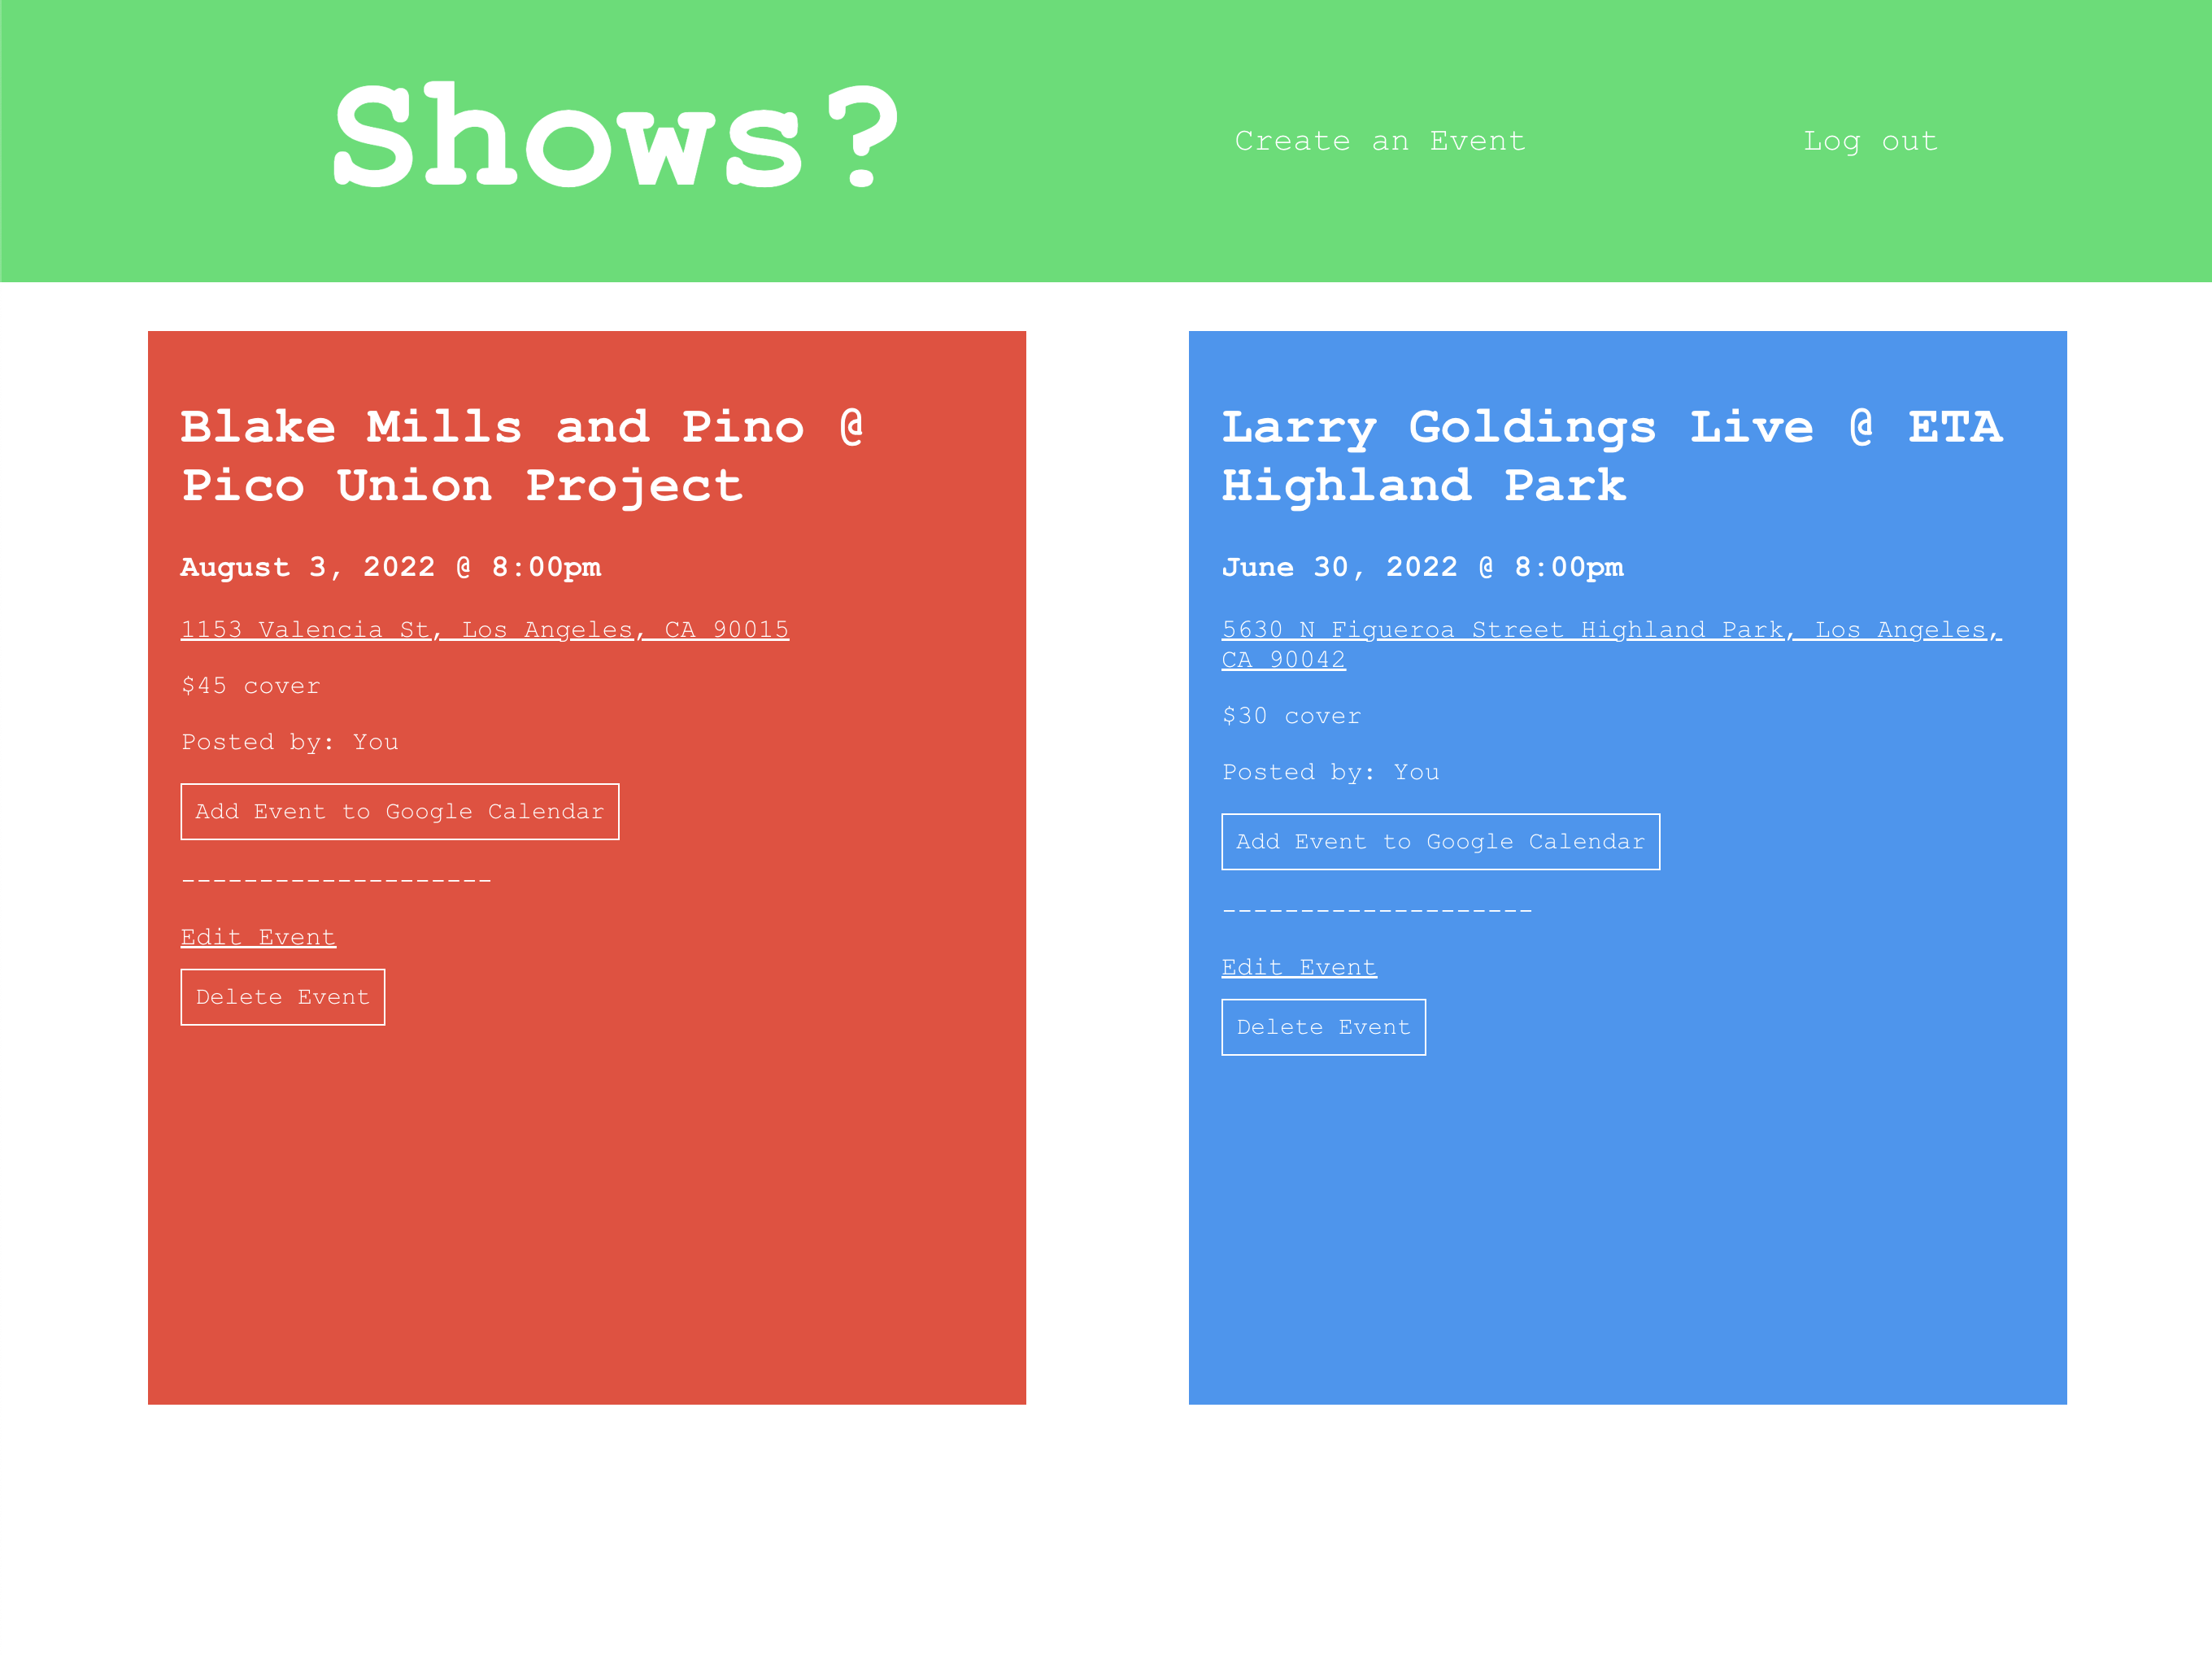 Shows?
Create an Event
Log out
Blake Mills and Pino @
Pico Union Project
August 3, 2022 @ 8:00pm
1153 Valencia St, Los Angeles, CA 90015
$45 cover
Posted by: You
Add Event to Google Calendar
--------------------
Edit Event
Delete Event
Larry Goldings Live @ ETA
Highland Park
June 30, 2022 @ 8:00pm
5630 N Figueroa Street Highland Park, Los Angeles,
CA 90042
$30 cover
Posted by: You
Add Event to Google Calendar
--------------------
Edit Event
Delete Event